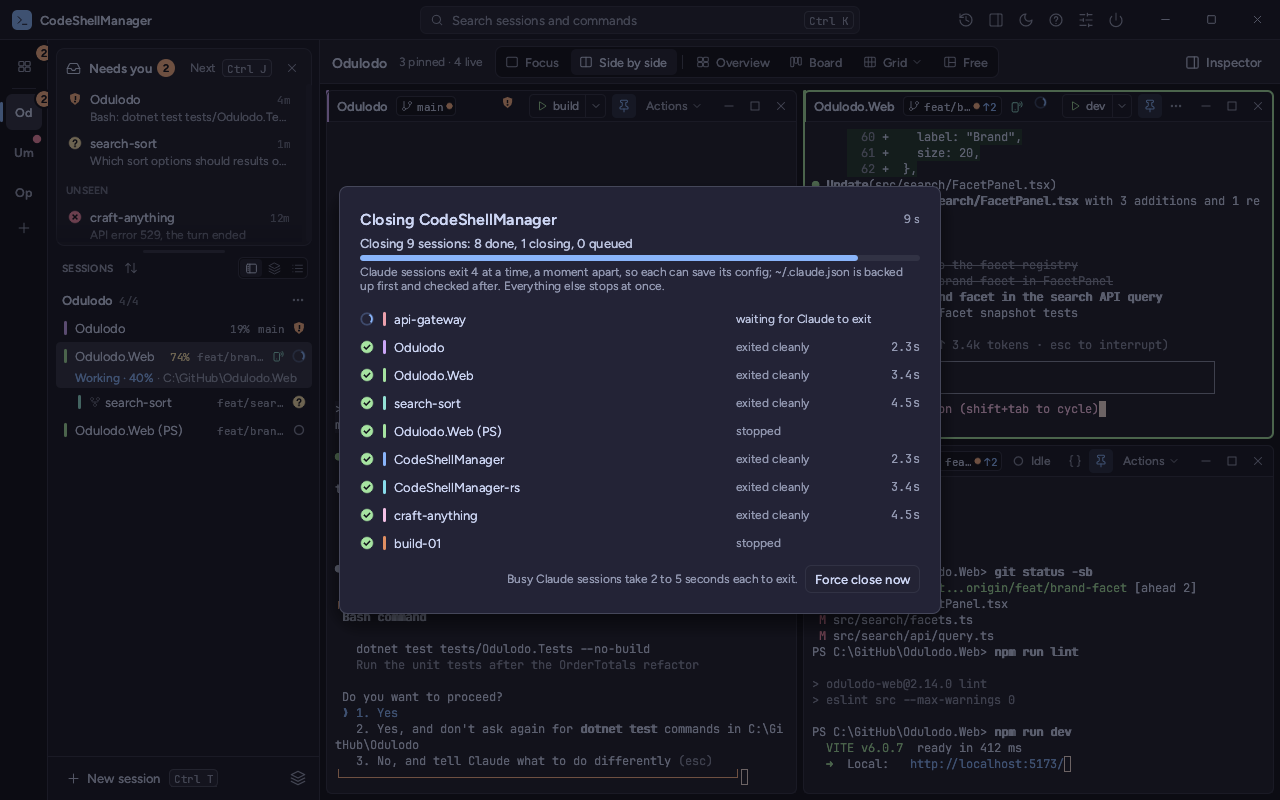 CodeShellManager
Search sessions and commands
Ctrl K
2
Needs you 2 Next Ctrl J
Odulodo 4m
Bash: dotnet test tests/Odulodo.Te…
search-sort 2m
Which sort options should results o…
UNSEEN
craft-anything 12m
API error 529, the turn ended
2
Od
Um
Op
SESSIONS
Odulodo 4/4
Odulodo 19% main
Odulodo.Web 74% feat/bran…
Working · 40% · C:\GitHub\Odulodo.Web
search-sort feat/sear…
Odulodo.Web (PS) feat/bran…
New session Ctrl T
Odulodo 3 pinned · 4 live
Focus
Side by side
Overview
Board
Grid
Free
Inspector
Odulodo main build Actions
Odulodo.Web feat/b… ↑2 dev
60 + label: "Brand",
61 + size: 20,
62 + },
Update(src/search/FacetPanel.tsx)
earch/FacetPanel.tsx with 3 additions and 1 re
the facet registry
brand facet in FacetPanel
nd facet in the search API query
facet snapshot tests
3.4k tokens · esc to interrupt)
on (shift+tab to cycle)
Closing CodeShellManager 9 s
Closing 9 sessions: 8 done, 1 closing, 0 queued
Claude sessions exit 4 at a time, a moment apart, so each can save its config; ~/.claude.json is backed
up first and checked after. Everything else stops at once.
api-gateway waiting for Claude to exit
Odulodo exited cleanly 2.3s
Odulodo.Web exited cleanly 3.4s
search-sort exited cleanly 4.5s
Odulodo.Web (PS) stopped
CodeShellManager exited cleanly 2.3s
CodeShellManager-rs exited cleanly 3.4s
craft-anything exited cleanly 4.5s
build-01 stopped
Busy Claude sessions take 2 to 5 seconds each to exit. Force close now
Bash command
dotnet test tests/Odulodo.Tests --no-build
Run the unit tests after the OrderTotals refactor
Do you want to proceed?
❯ 1. Yes
2. Yes, and don't ask again for dotnet test commands in C:\Gi
tHub\Odulodo
3. No, and tell Claude what to do differently (esc)
fea… ↑2 Idle {} Actions
.Web> git status -sb
t...origin/feat/brand-facet [ahead 2]
tPanel.tsx
M src/search/facets.ts
M src/search/api/query.ts
PS C:\GitHub\Odulodo.Web> npm run lint
> odulodo-web@2.14.0 lint
> eslint src --max-warnings 0
PS C:\GitHub\Odulodo.Web> npm run dev
VITE v6.0.7 ready in 412 ms
➜ Local: http://localhost:5173/